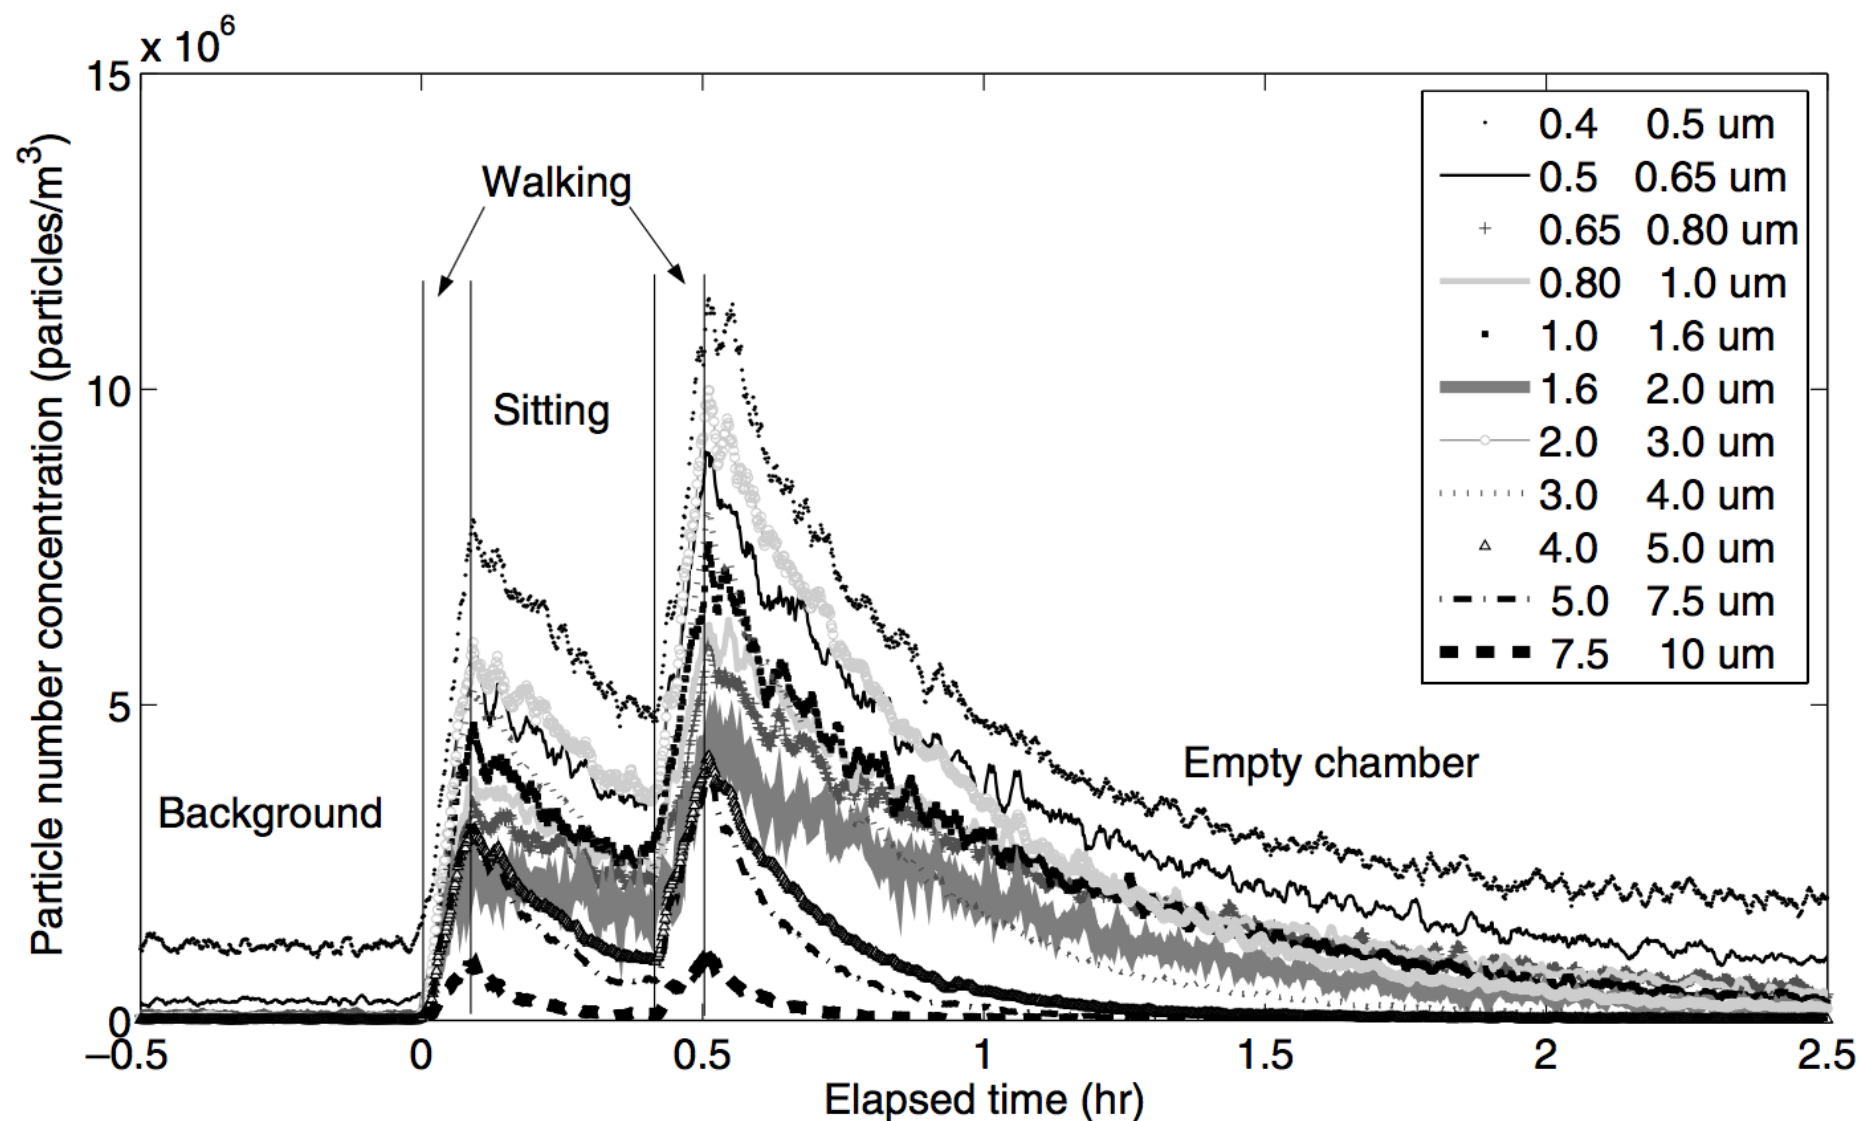 x 10^6
15
10
5
0
Particle number concentration (particles/m^3)
Walking
Sitting
Background
Empty chamber
0.4 0.5 um
0.5 0.65 um
0.65 0.80 um
0.80 1.0 um
1.0 1.6 um
1.6 2.0 um
2.0 3.0 um
3.0 4.0 um
4.0 5.0 um
5.0 7.5 um
7.5 10 um
−0.5 0 0.5 1 1.5 2 2.5
Elapsed time (hr)